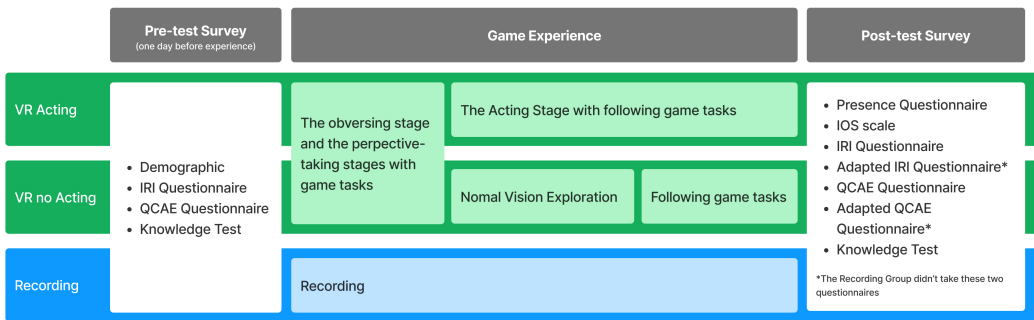 Pre-test Survey
(one day before experience)
Game Experience
Post-test Survey
VR Acting
VR no Acting
Recording
• Demographic
• IRI Questionnaire
• QCAE Questionnaire
• Knowledge Test
The obversing stage
and the perpective-
taking stages with
game tasks
The Acting Stage with following game tasks
Nomal Vision Exploration
Following game tasks
Recording
• Presence Questionnaire
• IOS scale
• IRI Questionnaire
• Adapted IRI Questionnaire*
• QCAE Questionnaire
• Adapted QCAE
Questionnaire*
• Knowledge Test
*The Recording Group didn't take these two
questionnaires